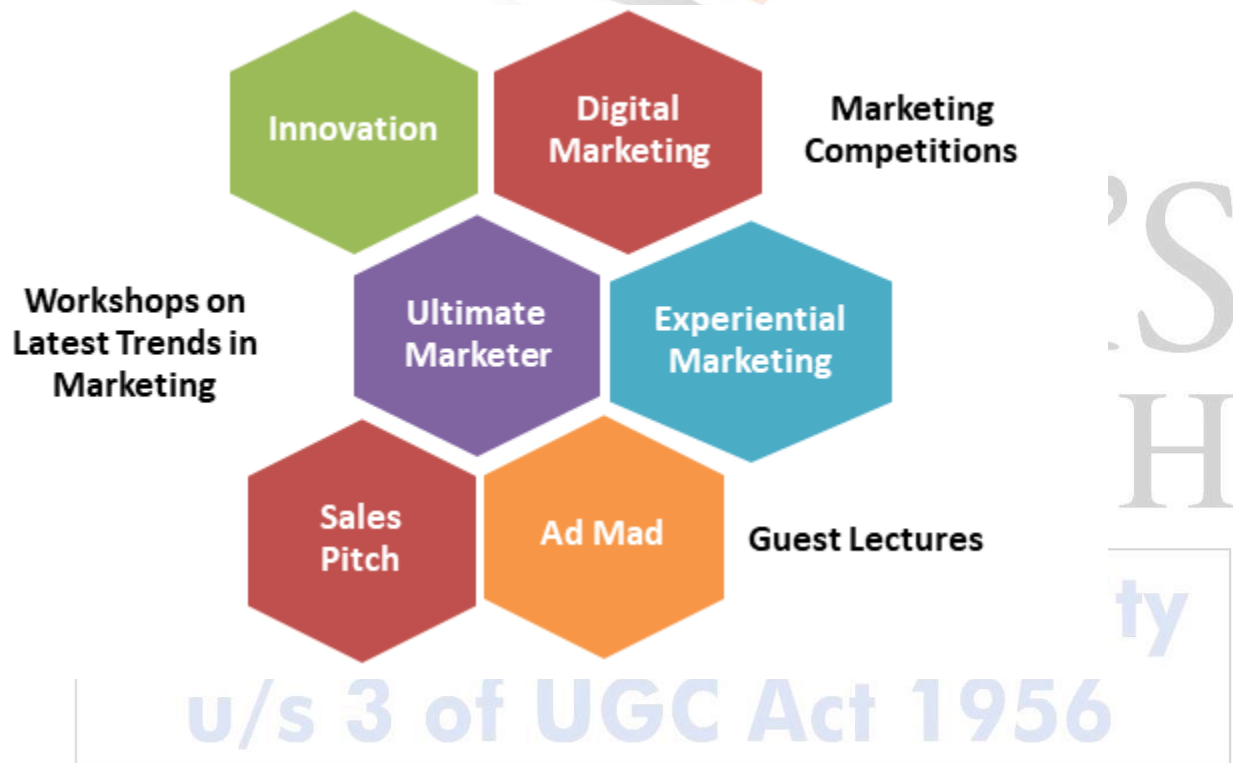 Innovation
Digital
Marketing
Marketing
Competitions
Workshops on
Latest Trends in
Marketing
Ultimate
Marketer
Experiential
Marketing
Sales
Pitch
Ad Mad
Guest Lectures
u/s 3 of UGC Act 1956